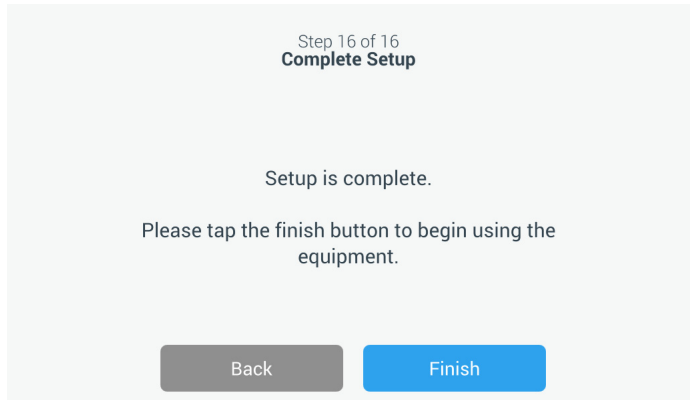 Step 16 of 16
Complete Setup
Setup is complete.
Please tap the finish button to begin using the
equipment.
Back
Finish